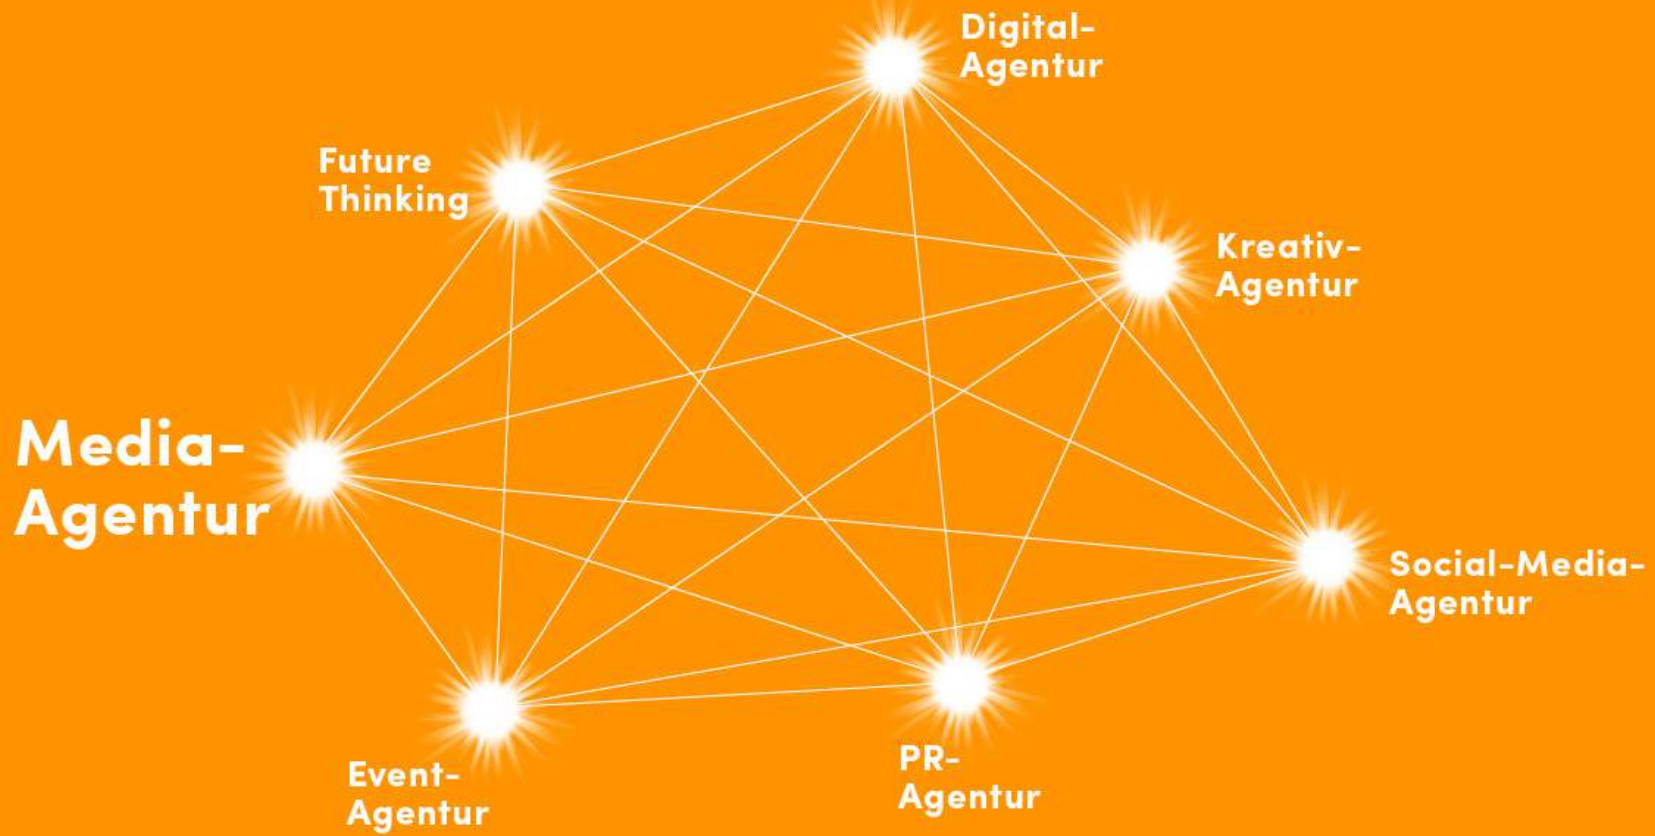 Digital-
Agentur
Future
Thinking
Kreativ-
Agentur
Media-
Agentur
Social-Media-
Agentur
PR-
Agentur
Event-
Agentur